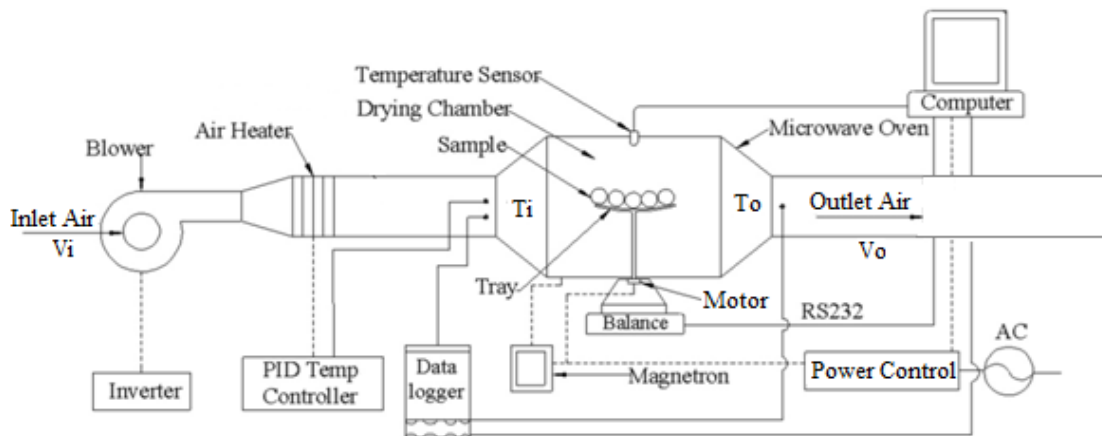 Temperature Sensor
Computer
Drying Chamber
Microwave Oven
Air Heater
Sample
Blower
Inlet Air
Vi
Ti
To
Outlet Air
Vo
Tray
Motor
RS232
Balance
AC
Inverter
PID Temp
Controller
Data
logger
Magnetron
Power Control